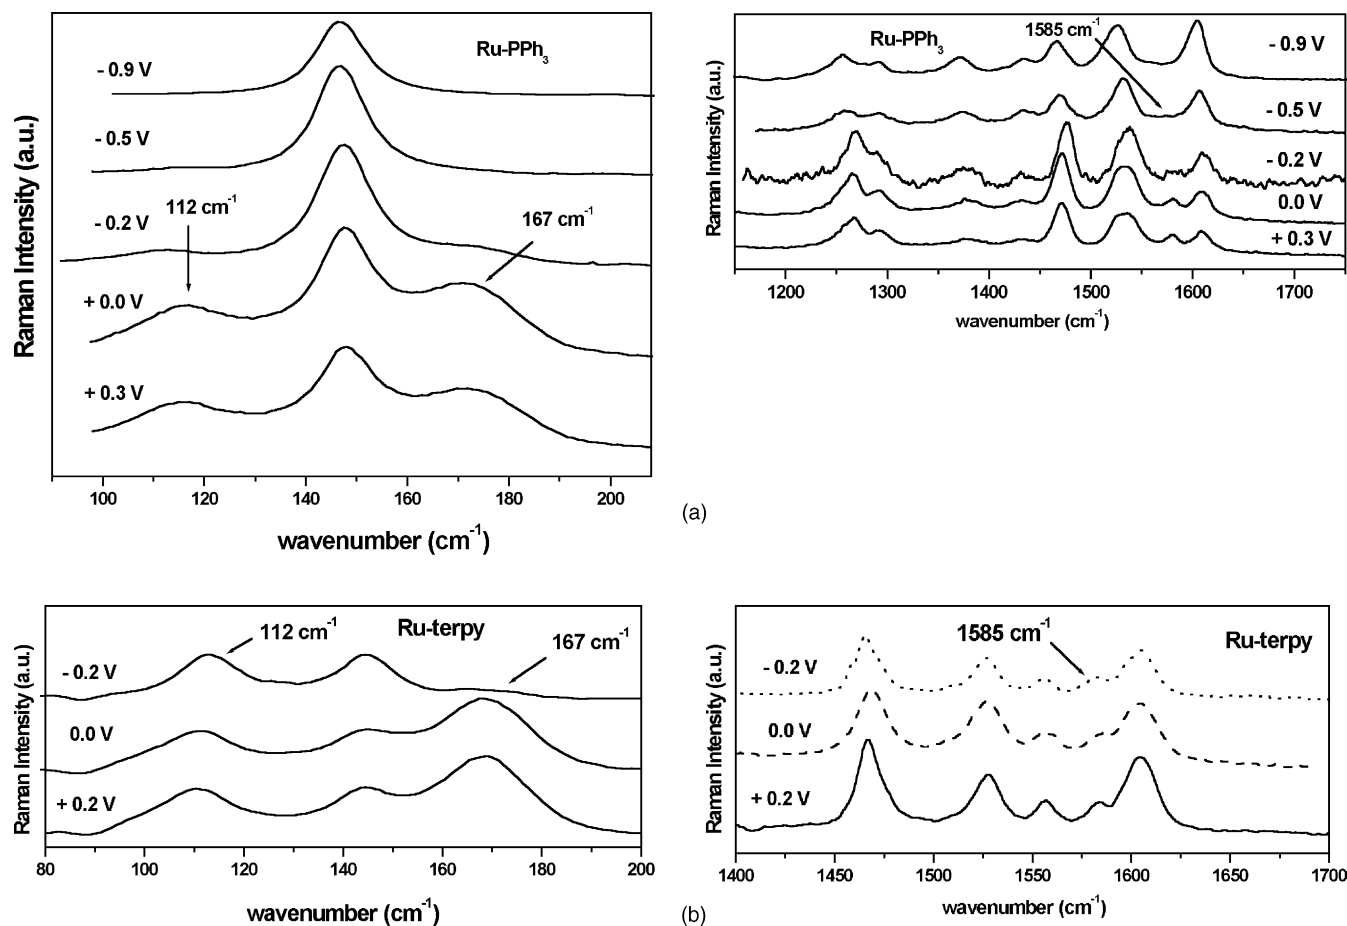 Raman Intensity (a.u.)
Ru-PPh3
- 0.9 V
- 0.5 V
- 0.2 V
+ 0.0 V
+ 0.3 V
112 cm-1
167 cm-1
100 120 140 160 180 200
wavenumber (cm-1)
Raman Intensity (a.u.)
Ru-PPh3
1585 cm-1
- 0.9 V
- 0.5 V
- 0.2 V
0.0 V
+ 0.3 V
1200 1300 1400 1500 1600 1700
wavenumber (cm-1)
(a)
Raman Intensity (a.u.)
112 cm-1
Ru-terpy
167 cm-1
- 0.2 V
0.0 V
+ 0.2 V
80 100 120 140 160 180 200
wavenumber (cm-1)
Raman Intensity (a.u.)
1585 cm-1
Ru-terpy
- 0.2 V
0.0 V
+ 0.2 V
1400 1450 1500 1550 1600 1650 1700
wavenumber (cm-1)
(b)